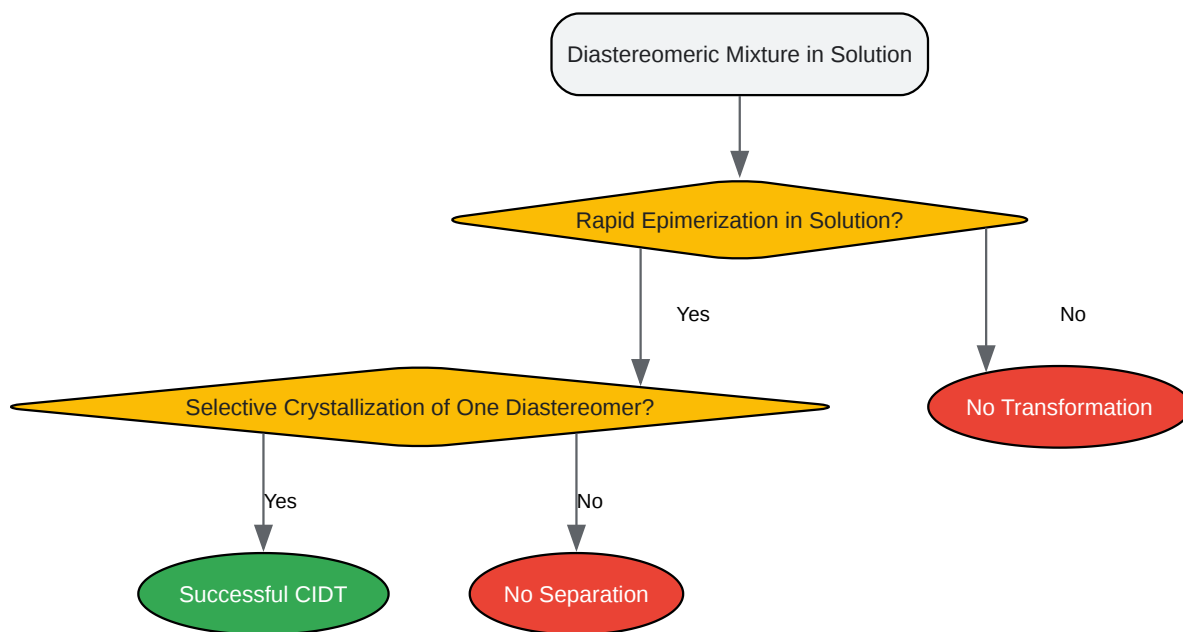 Diastereomeric Mixture in Solution
Rapid Epimerization in Solution?
Yes
No
Selective Crystallization of One Diastereomer?
No Transformation
Yes
No
Successful CIDT
No Separation